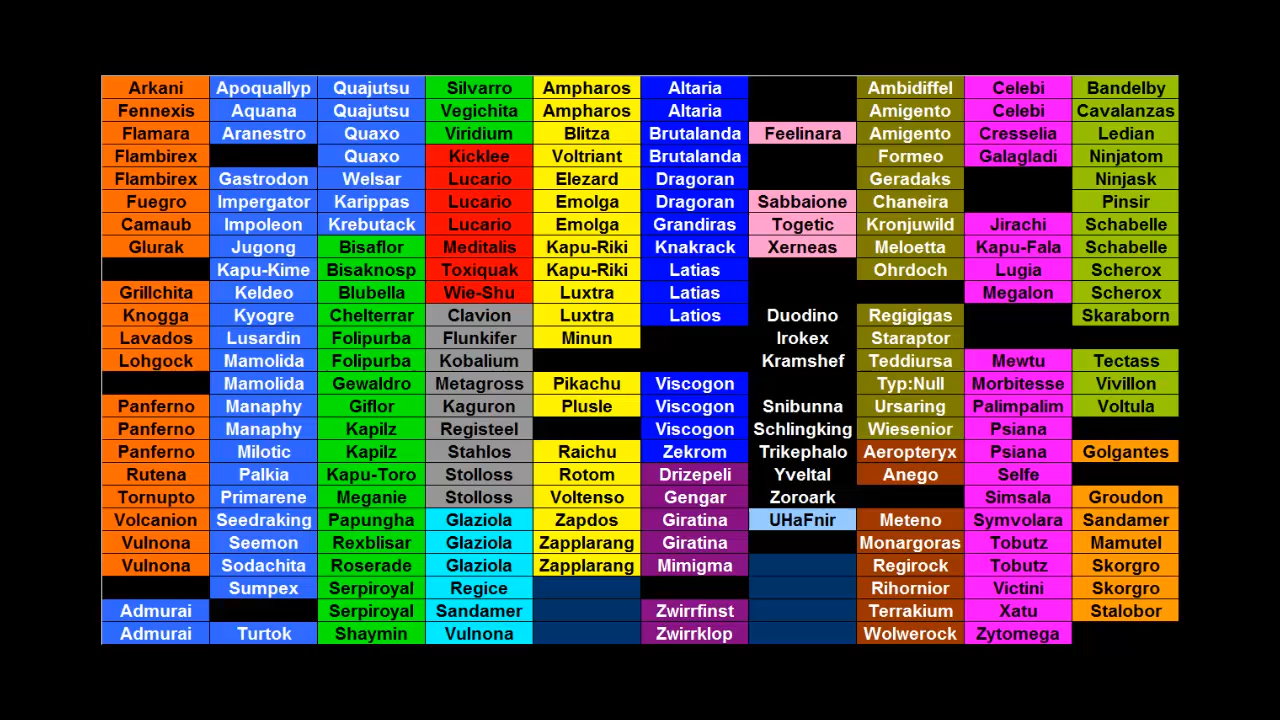 Arkani Apoquallyp Quajutsu Silvarro Ampharos Altaria Ambidiffel Celebi Bandelby
Fennexis Aquana Quajutsu Vegichita Ampharos Altaria Amigento Celebi Cavalanzas
Flamara Aranestro Quaxo Viridium Blitza Brutalanda Feelinara Amigento Cresselia Ledian
Flambirex Quaxo Kicklee Voltriant Brutalanda Formeo Galagladi Ninjatom
Flambirex Gastrodon Welsar Lucario Elezard Dragoran Geradaks Ninjask
Fuegro Impergator Karippas Lucario Emolga Dragoran Sabbaione Chaneira Pinsir
Camaub Impoleon Krebutack Lucario Emolga Grandiras Togetic Kronjuwild Jirachi Schabelle
Glurak Jugong Bisaflor Meditalis Kapu-Riki Knakrack Xerneas Meloetta Kapu-Fala Schabelle
Kapu-Kime Bisaknosp Toxiquak Kapu-Riki Latias Ohrdoch Lugia Scherox
Grillchita Keldeo Blubella Wie-Shu Luxtra Latias Megalon Scherox
Knogga Kyogre Chelterrar Clavion Luxtra Latios Duodino Regigigas Skaraborn
Lavados Lusardin Folipurba Flunkifer Minun Irokex Staraptor
Lohgock Mamolida Folipurba Kobalium Kramshef Teddiursa Mewtu Tectass
Mamolida Gewaldro Metagross Pikachu Viscogon Typ:Null Morbitesse Vivillon
Panferno Manaphy Giflor Kaguron Plusle Viscogon Snibunna Ursaring Palimpalim Voltula
Panferno Manaphy Kapilz Registeel Viscogon Schlingking Wiesenior Psiana
Panferno Milotic Kapilz Stahlos Raichu Zekrom Trikephalo Aeropteryx Psiana Golgantes
Rutena Palkia Kapu-Toro Stolloss Rotom Drizepeli Yveltal Anego Selfe
Tornupto Primarene Meganie Stolloss Voltenso Gengar Zoroark Simsala Groudon
Volcanion Seedraking Papungha Glaziola Zapdos Giratina UHaFnir Meteno Symvolara Sandamer
Vulnona Seemon Rexblisar Glaziola Zapplarang Giratina Monargoras Tobutz Mamutel
Vulnona Sodachita Roserade Glaziola Zapplarang Mimigma Regirock Tobutz Skorgro
Sumpex Serpiroyal Regice Rihornior Victini Skorgro
Admurai Serpiroyal Sandamer Zwirrfinst Terrakium Xatu Stalobor
Admurai Turtok Shaymin Vulnona Zwirrklop Wolwerock Zytomega